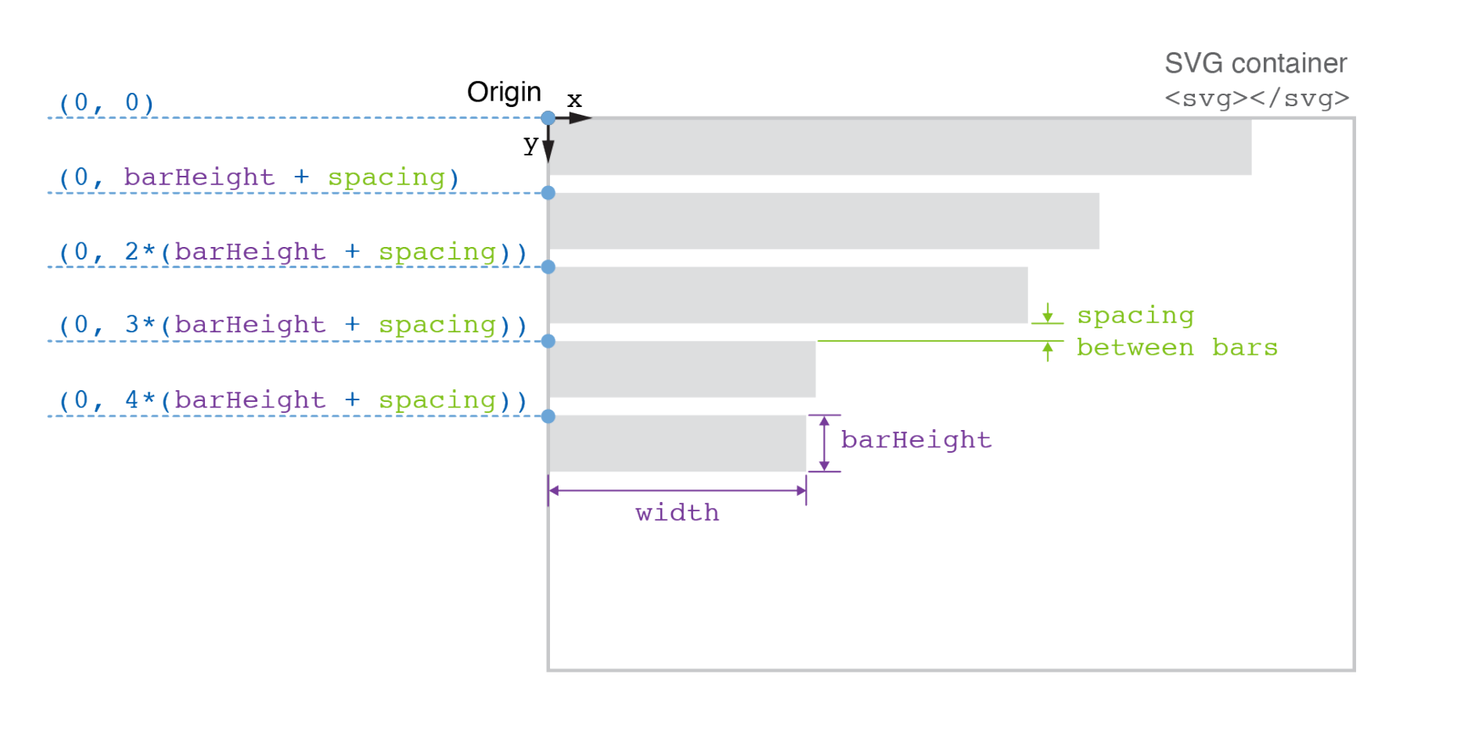 SVG container
<svg></svg>
Origin
x
y
(0, 0)
(0, barHeight + spacing)
(0, 2*(barHeight + spacing))
(0, 3*(barHeight + spacing))
(0, 4*(barHeight + spacing))
spacing
between bars
barHeight
width